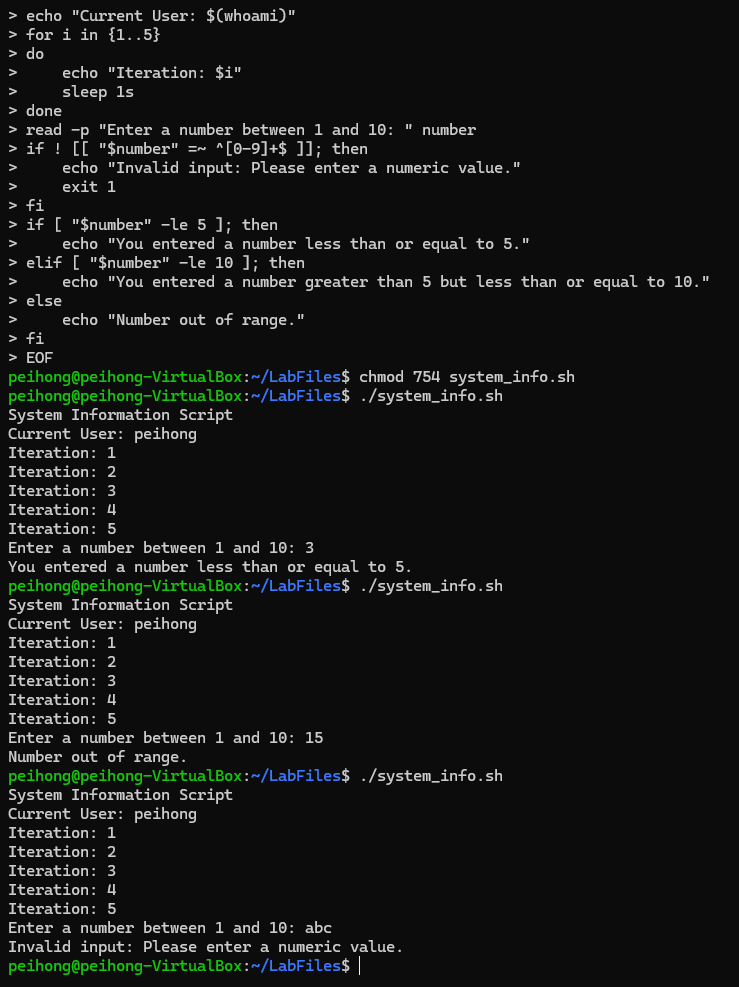 > echo "Current User: $(whoami)"
> for i in {1..5}
> do
>     echo "Iteration: $i"
>     sleep 1s
> done
> read -p "Enter a number between 1 and 10: " number
> if ! [[ "$number" =~ ^[0-9]+$ ]]; then
>     echo "Invalid input: Please enter a numeric value."
>     exit 1
> fi
> if [ "$number" -le 5 ]; then
>     echo "You entered a number less than or equal to 5."
> elif [ "$number" -le 10 ]; then
>     echo "You entered a number greater than 5 but less than or equal to 10."
> else
>     echo "Number out of range."
> fi
> EOF
peihong@peihong-VirtualBox:~/LabFiles$ chmod 754 system_info.sh
peihong@peihong-VirtualBox:~/LabFiles$ ./system_info.sh
System Information Script
Current User: peihong
Iteration: 1
Iteration: 2
Iteration: 3
Iteration: 4
Iteration: 5
Enter a number between 1 and 10: 3
You entered a number less than or equal to 5.
peihong@peihong-VirtualBox:~/LabFiles$ ./system_info.sh
System Information Script
Current User: peihong
Iteration: 1
Iteration: 2
Iteration: 3
Iteration: 4
Iteration: 5
Enter a number between 1 and 10: 15
Number out of range.
peihong@peihong-VirtualBox:~/LabFiles$ ./system_info.sh
System Information Script
Current User: peihong
Iteration: 1
Iteration: 2
Iteration: 3
Iteration: 4
Iteration: 5
Enter a number between 1 and 10: abc
Invalid input: Please enter a numeric value.
peihong@peihong-VirtualBox:~/LabFiles$